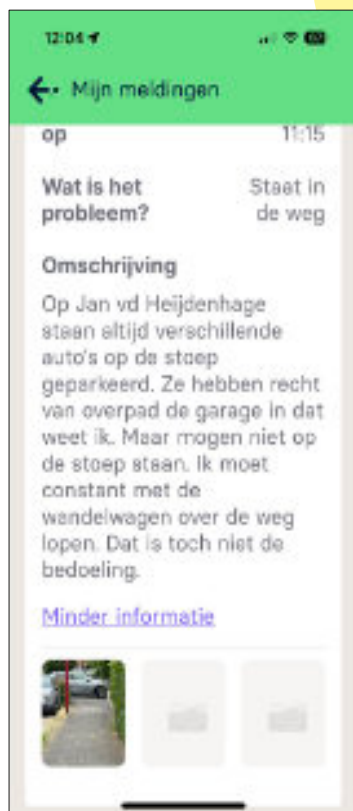 12:04
Mijn meldingen
op 11:15
Wat is het Staat in
probleem? de weg
Omschrijving
Op Jan vd Heijdenhage
staan altijd verschillende
auto's op de stoep
geparkeerd. Ze hebben recht
van overpad de garage in dat
weet ik. Maar mogen niet op
de stoep staan. Ik moet
constant met de
wandelwagen over de weg
lopen. Dat is toch niet de
bedoeling.
Minder informatie